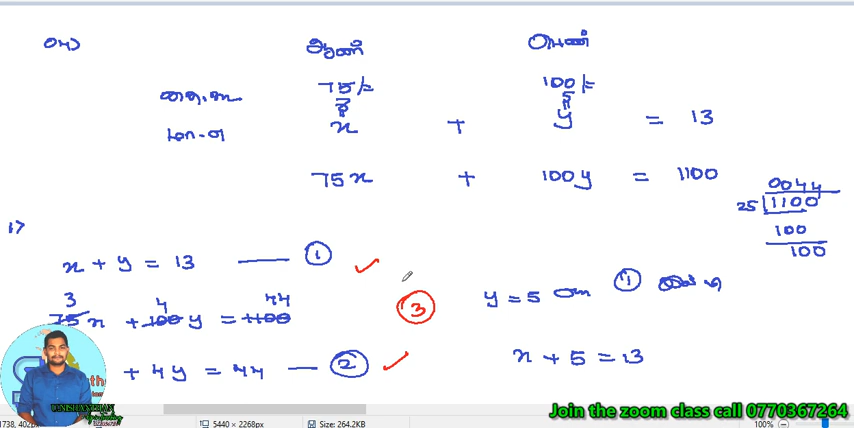 ஆண் பெண்
75/= 100/=
x + y = 13
75x + 100y = 1100
0044
25 1100
100
100
x + y = 13 —— ①
3 4 44
75x + 100y = 1100
③
+ 4y = 44 — ②
y = 5 ①
x + 5 = 13
Join the zoom class call 0770367264
5440 × 2268px Size: 264.2KB 100%